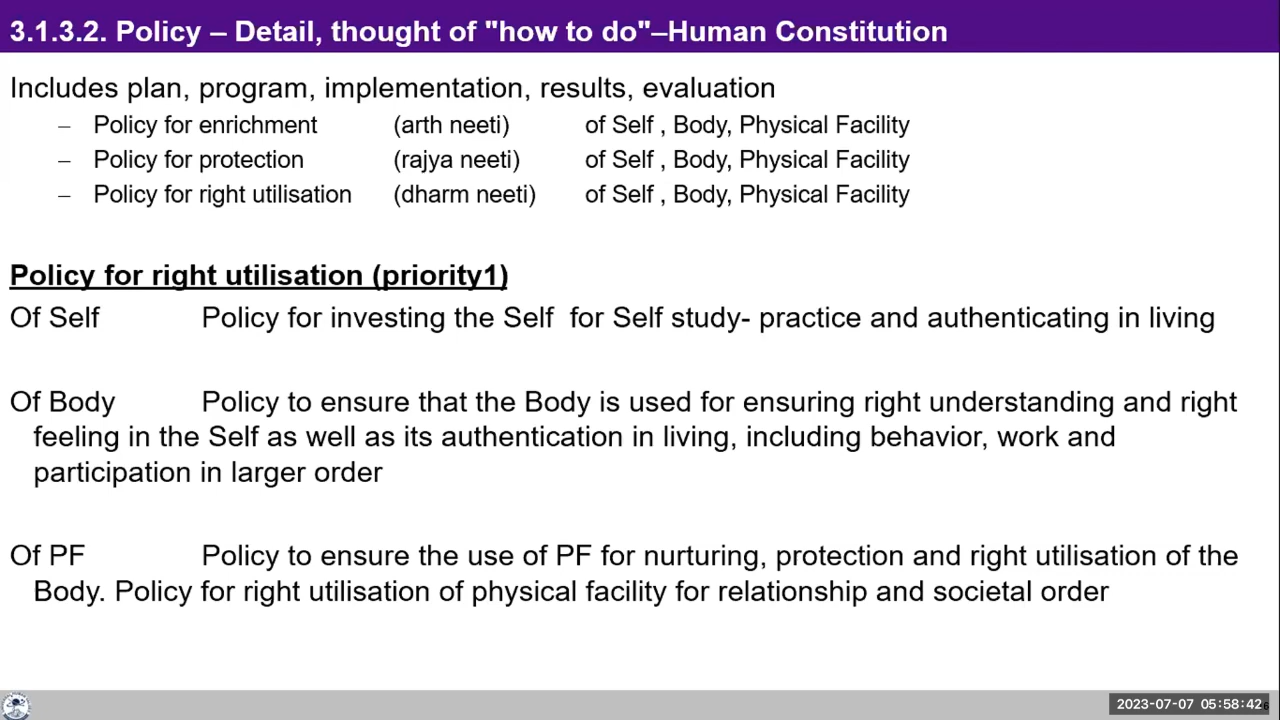 3.1.3.2. Policy – Detail, thought of "how to do"–Human Constitution
Includes plan, program, implementation, results, evaluation
– Policy for enrichment (arth neeti) of Self , Body, Physical Facility
– Policy for protection (rajya neeti) of Self , Body, Physical Facility
– Policy for right utilisation (dharm neeti) of Self , Body, Physical Facility
Policy for right utilisation (priority1)
Of Self Policy for investing the Self for Self study- practice and authenticating in living
Of Body Policy to ensure that the Body is used for ensuring right understanding and right
feeling in the Self as well as its authentication in living, including behavior, work and
participation in larger order
Of PF Policy to ensure the use of PF for nurturing, protection and right utilisation of the
Body. Policy for right utilisation of physical facility for relationship and societal order
2023-07-07 05:58:42